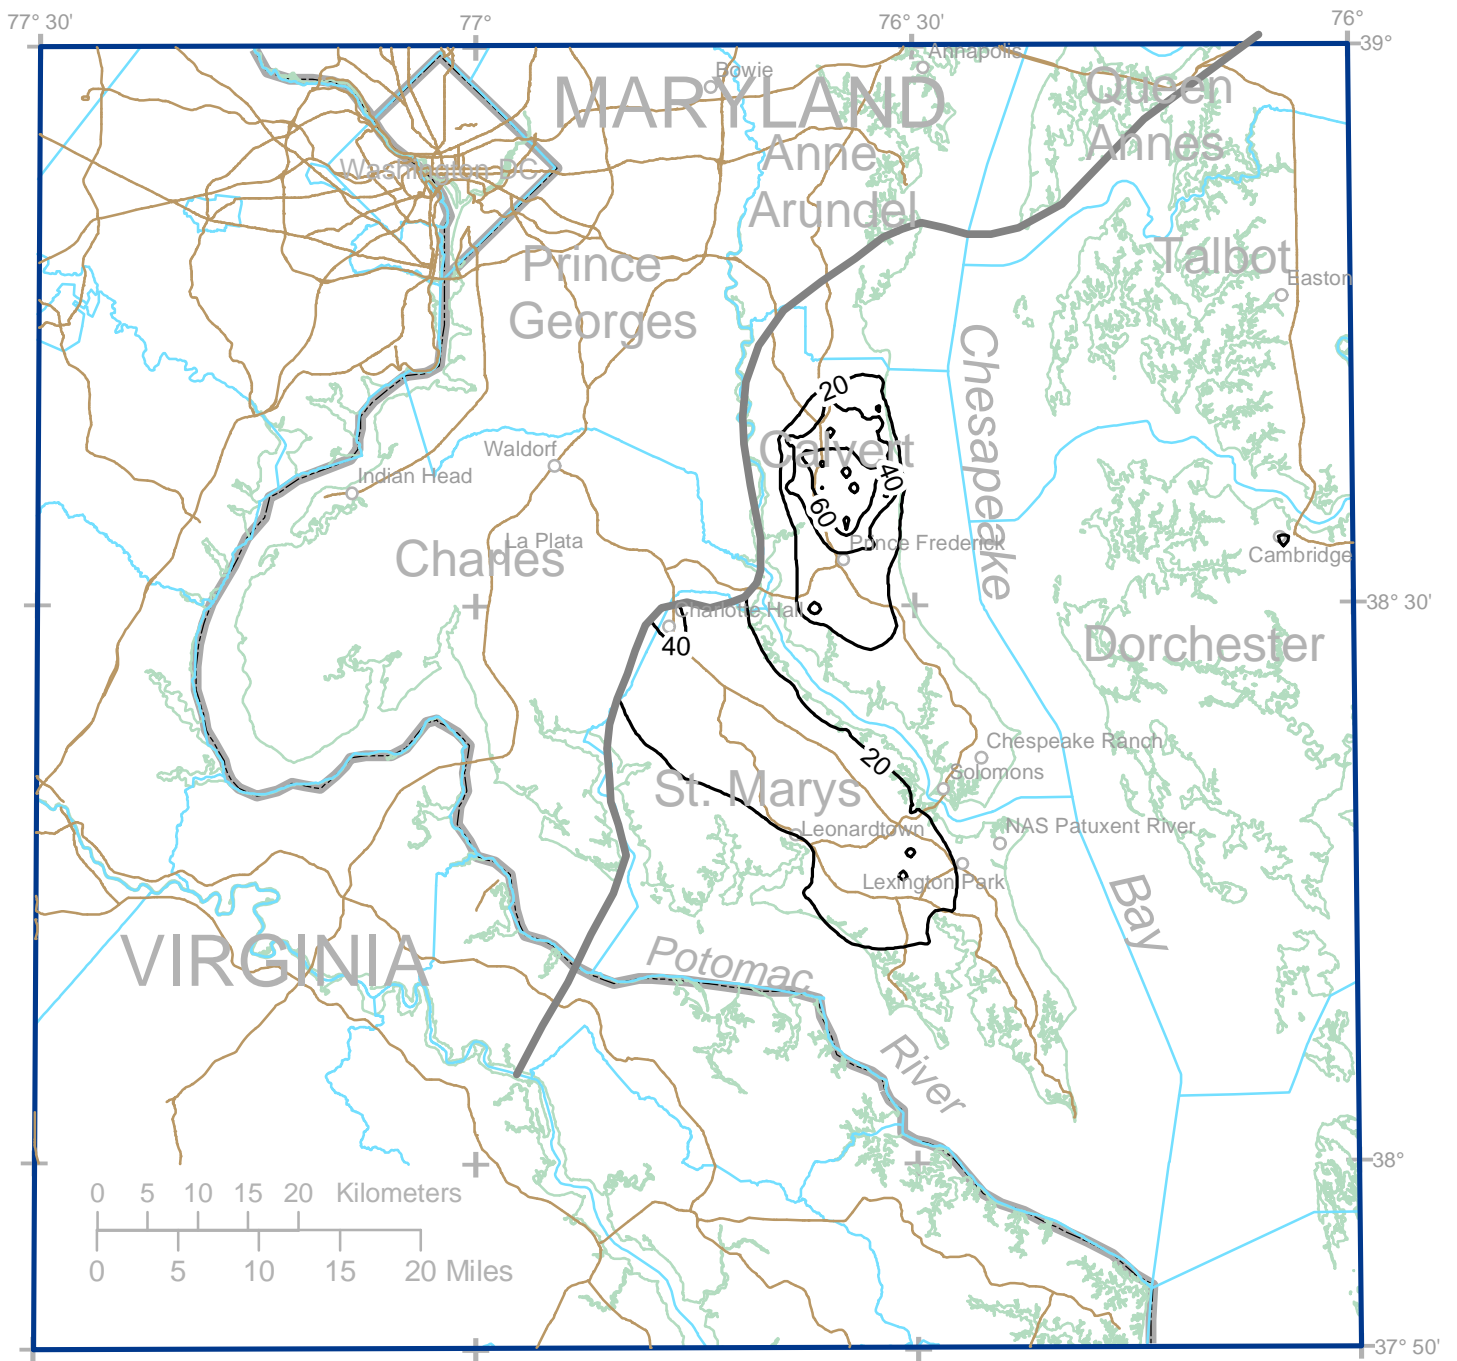 77° 30'
77°
76° 30'
76°
39°
Annapolis
Bowie
MARYLAND
Queen
Annes
Anne
Arundel
Washington DC
Prince
Georges
Talbot
Easton
Chesapeake
20
Calvert
40
60
Waldorf
Indian Head
La Plata
Charles
Prince Frederick
Cambridge
38° 30'
Charlotte Hall
40
Dorchester
Chespeake Ranch
20
Solomons
St. Marys
Leonardtown
NAS Patuxent River
Lexington Park
Bay
VIRGINIA
Potomac
River
38°
0 5 10 15 20 Kilometers
0 5 10 15 20 Miles
37° 50'